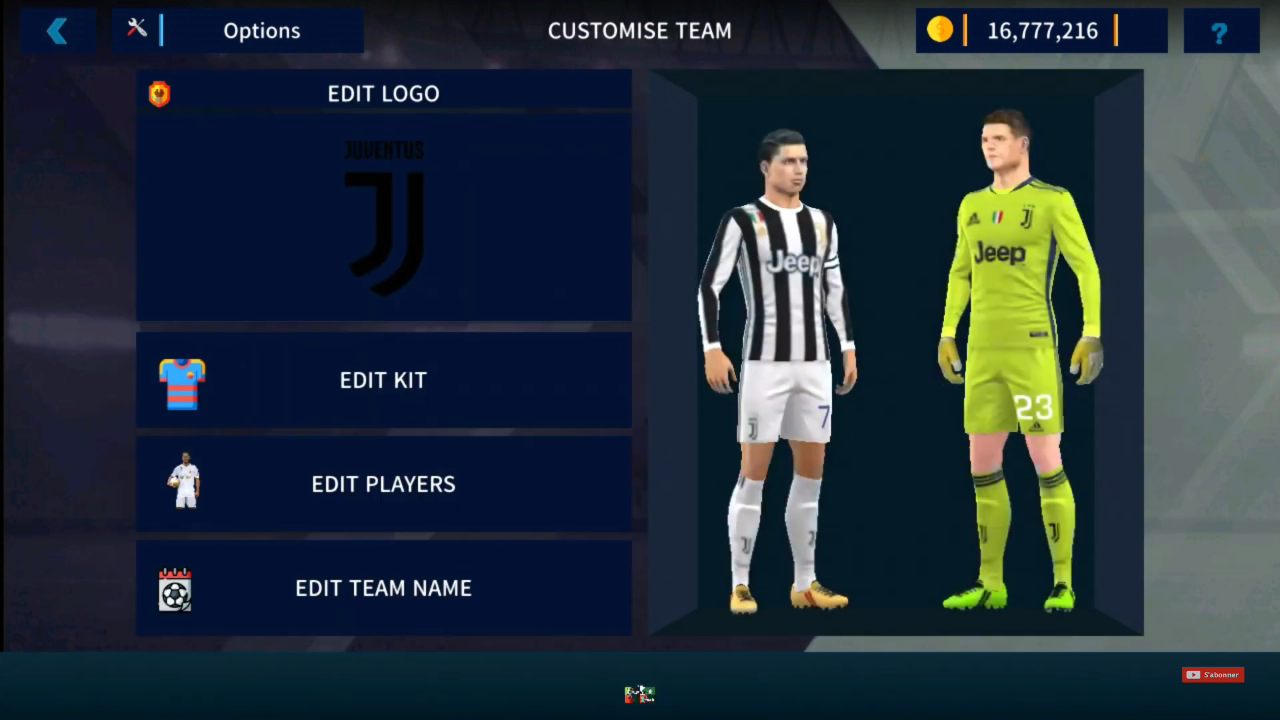 Options
CUSTOMISE TEAM
16,777,216
?
EDIT LOGO
JUVENTUS
EDIT KIT
EDIT PLAYERS
EDIT TEAM NAME
Jeep
7
Jeep
23
S'abonner